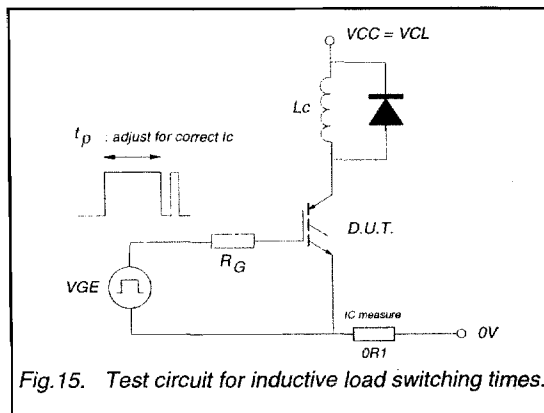 VCC = VCL
Lc
tp : adjust for correct Ic
D.U.T.
RG
VGE
IC measure
0V
0R1
Fig.15. Test circuit for inductive load switching times.